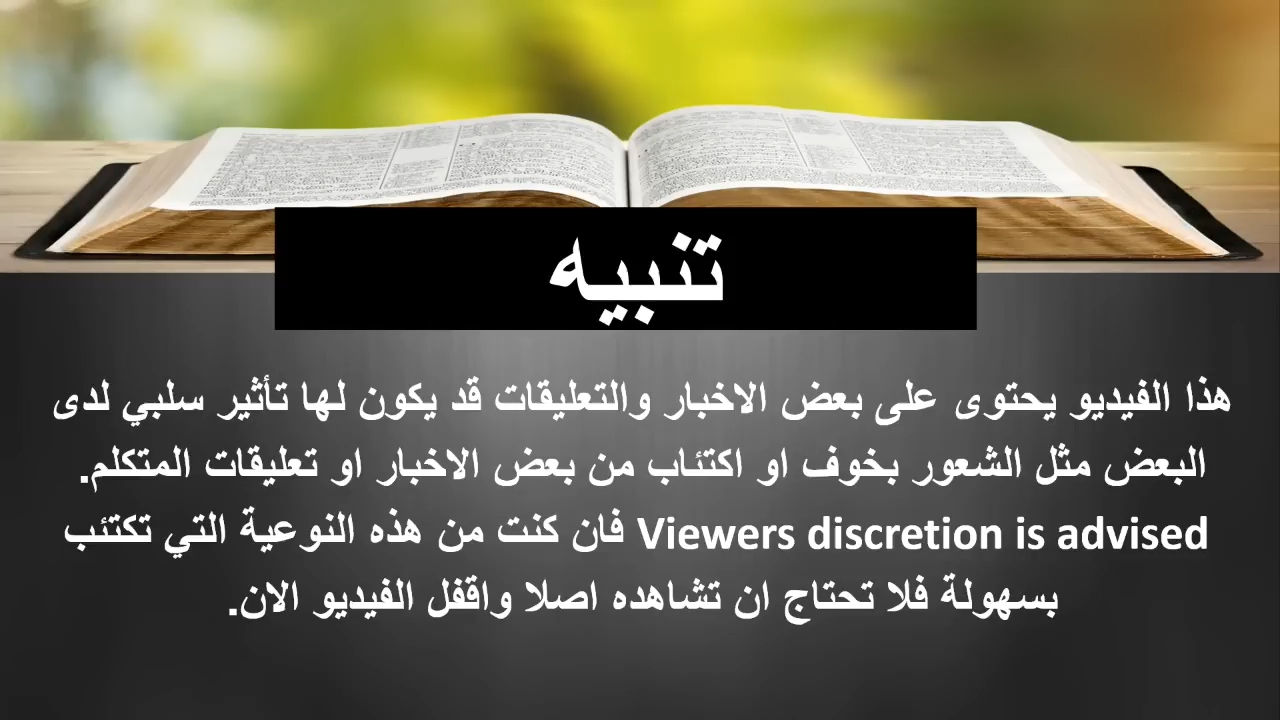 تنبيه
هذا الفيديو يحتوى على بعض الاخبار والتعليقات قد يكون لها تأثير سلبي لدى
البعض مثل الشعور بخوف او اكتئاب من بعض الاخبار او تعليقات المتكلم.
Viewers discretion is advised فان كنت من هذه النوعية التي تكتئب
بسهولة فلا تحتاج ان تشاهده اصلا واقفل الفيديو الان.